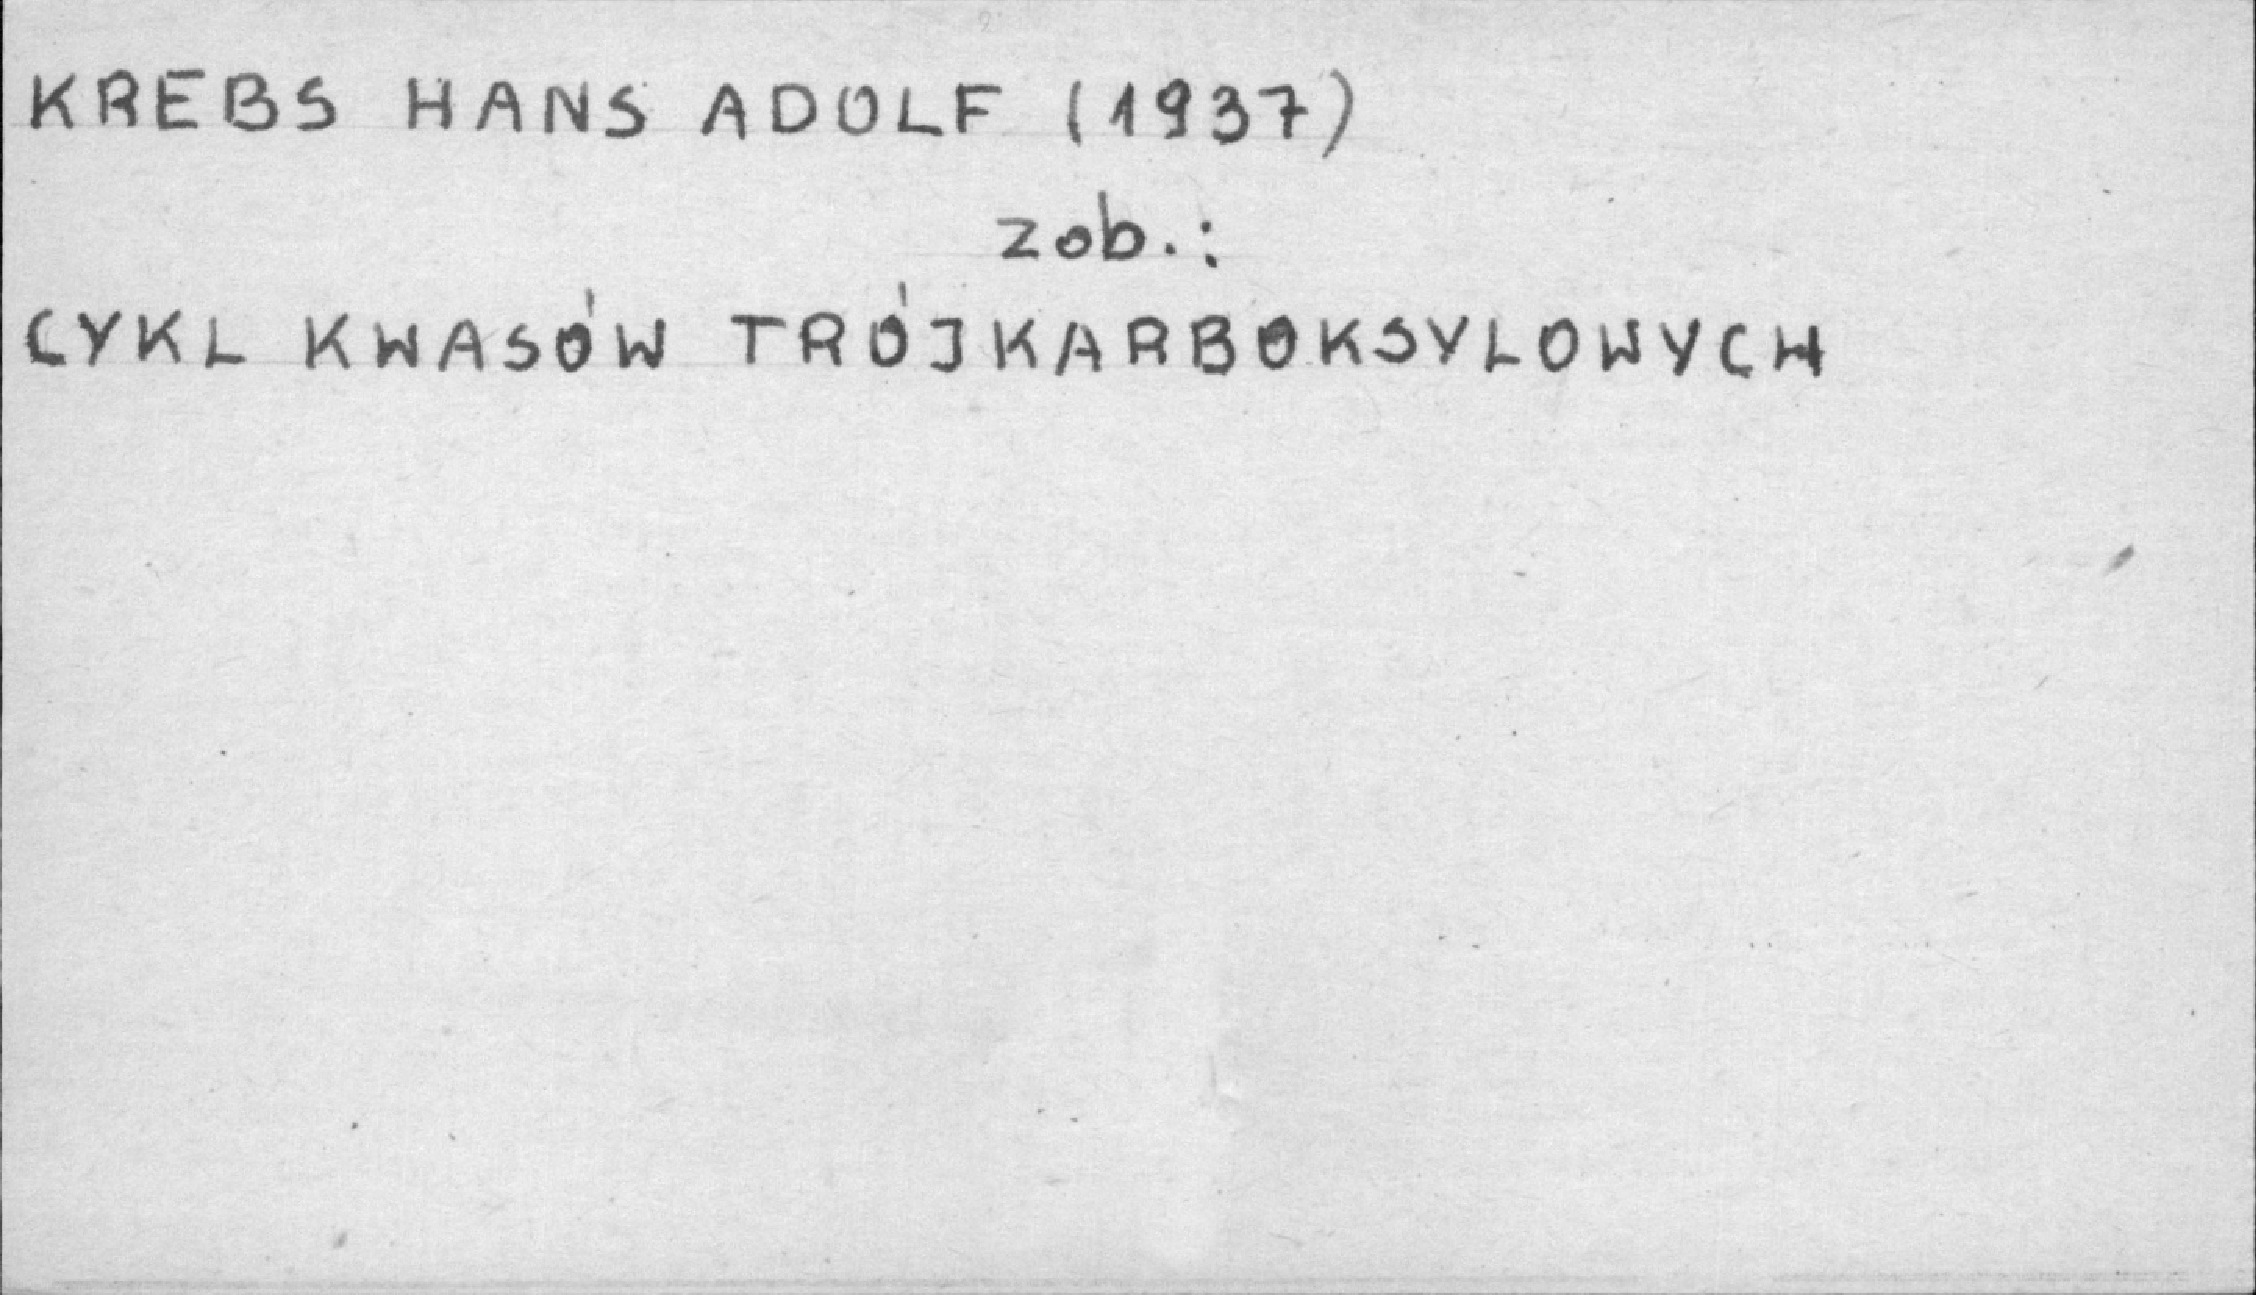 KREBS HANS ADOLF (1937)
zob.:
CYKL KWASÓW TRÓJKARBOKSYLOWYCH